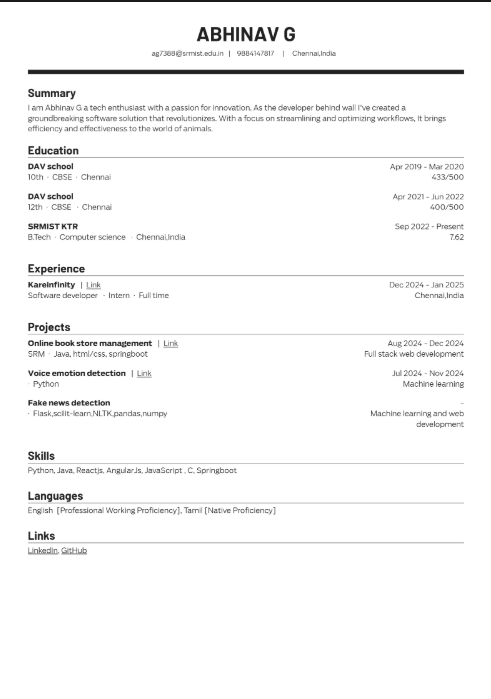 ABHINAV G
ag7388@srmist.edu.in | 9884147817 | Chennai,India
Summary
I am Abhinav G a tech enthusiast with a passion for innovation. As the developer behind wall I've created a
groundbreaking software solution that revolutionizes. With a focus on streamlining and optimizing workflows, It brings
efficiency and effectiveness to the world of animals.
Education
DAV school Apr 2019 - Mar 2020
10th · CBSE · Chennai 433/500
DAV school Apr 2021 - Jun 2022
12th · CBSE · Chennai 400/500
SRMIST KTR Sep 2022 - Present
B.Tech · Computer science · Chennai,India 7.62
Experience
KareInfinity | Link Dec 2024 - Jan 2025
Software developer · Intern · Full time Chennai,India
Projects
Online book store management | Link Aug 2024 - Dec 2024
SRM · Java, html/css, springboot Full stack web development
Voice emotion detection | Link Jul 2024 - Nov 2024
· Python Machine learning
Fake news detection -
· Flask,scilit-learn,NLTK,pandas,numpy Machine learning and web
development
Skills
Python, Java, Reactjs, AngularJs, JavaScript , C, Springboot
Languages
English [Professional Working Proficiency], Tamil [Native Proficiency]
Links
LinkedIn, GitHub